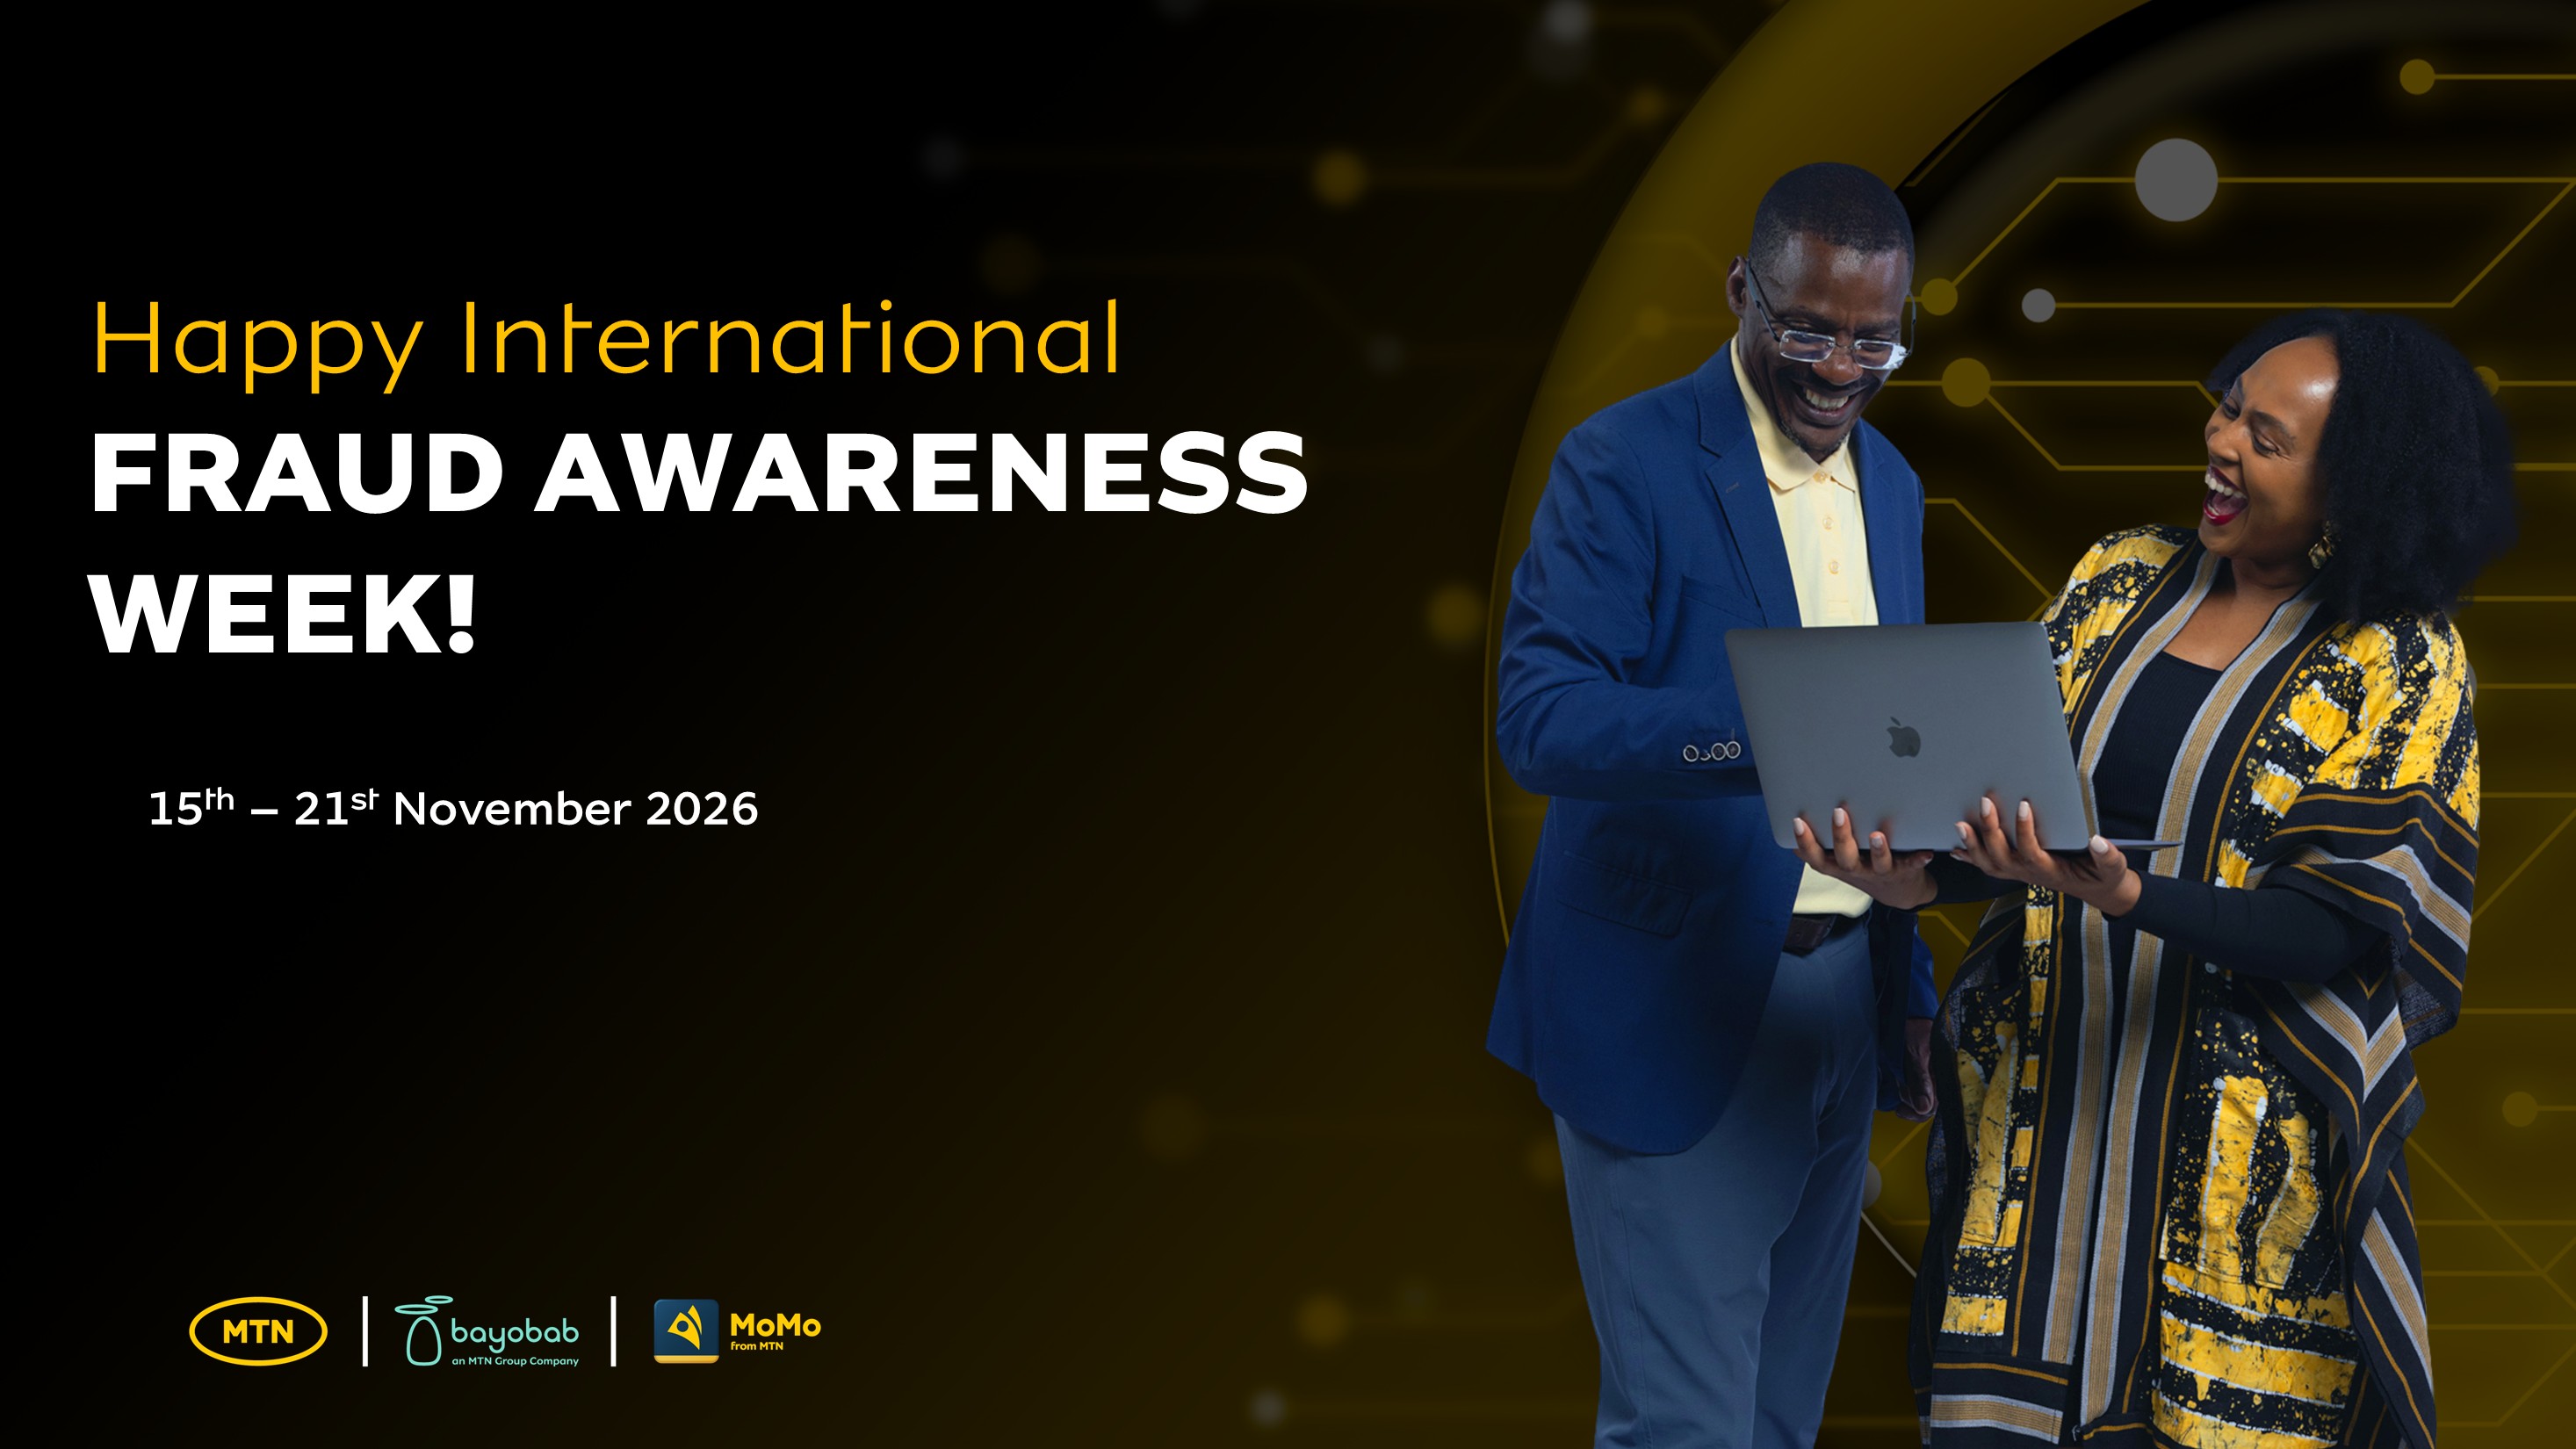 Happy International
FRAUD AWARENESS
WEEK!
15th – 21st November 2026
MTN
bayobab
an MTN Group Company
MoMo
from MTN